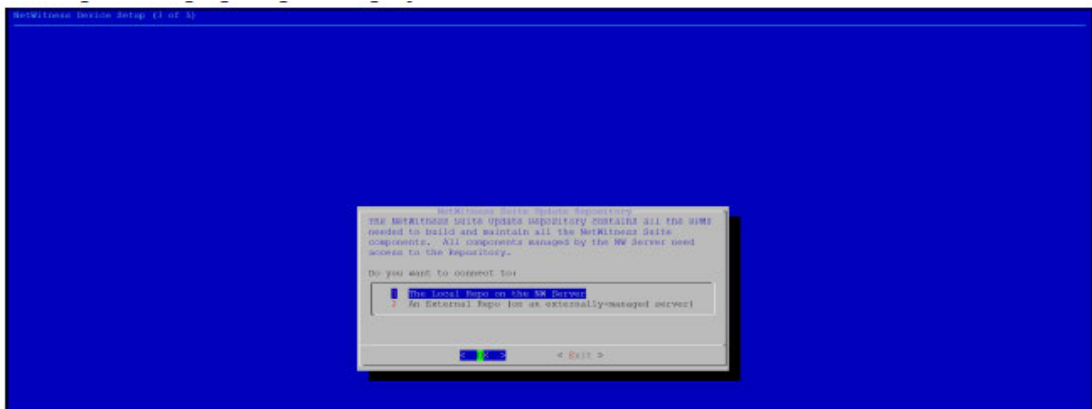 NetWitness Device Setup (3 of 5)
NetWitness Suite Update Repository
The NetWitness Suite Update Repository contains all the RPMs
needed to build and maintain all the NetWitness Suite
components. All components managed by the NW Server need
access to the Repository.
Do you want to connect to:
1 The Local Repo on the NW Server
2 An External Repo (on an externally-managed server)
< OK > < Exit >